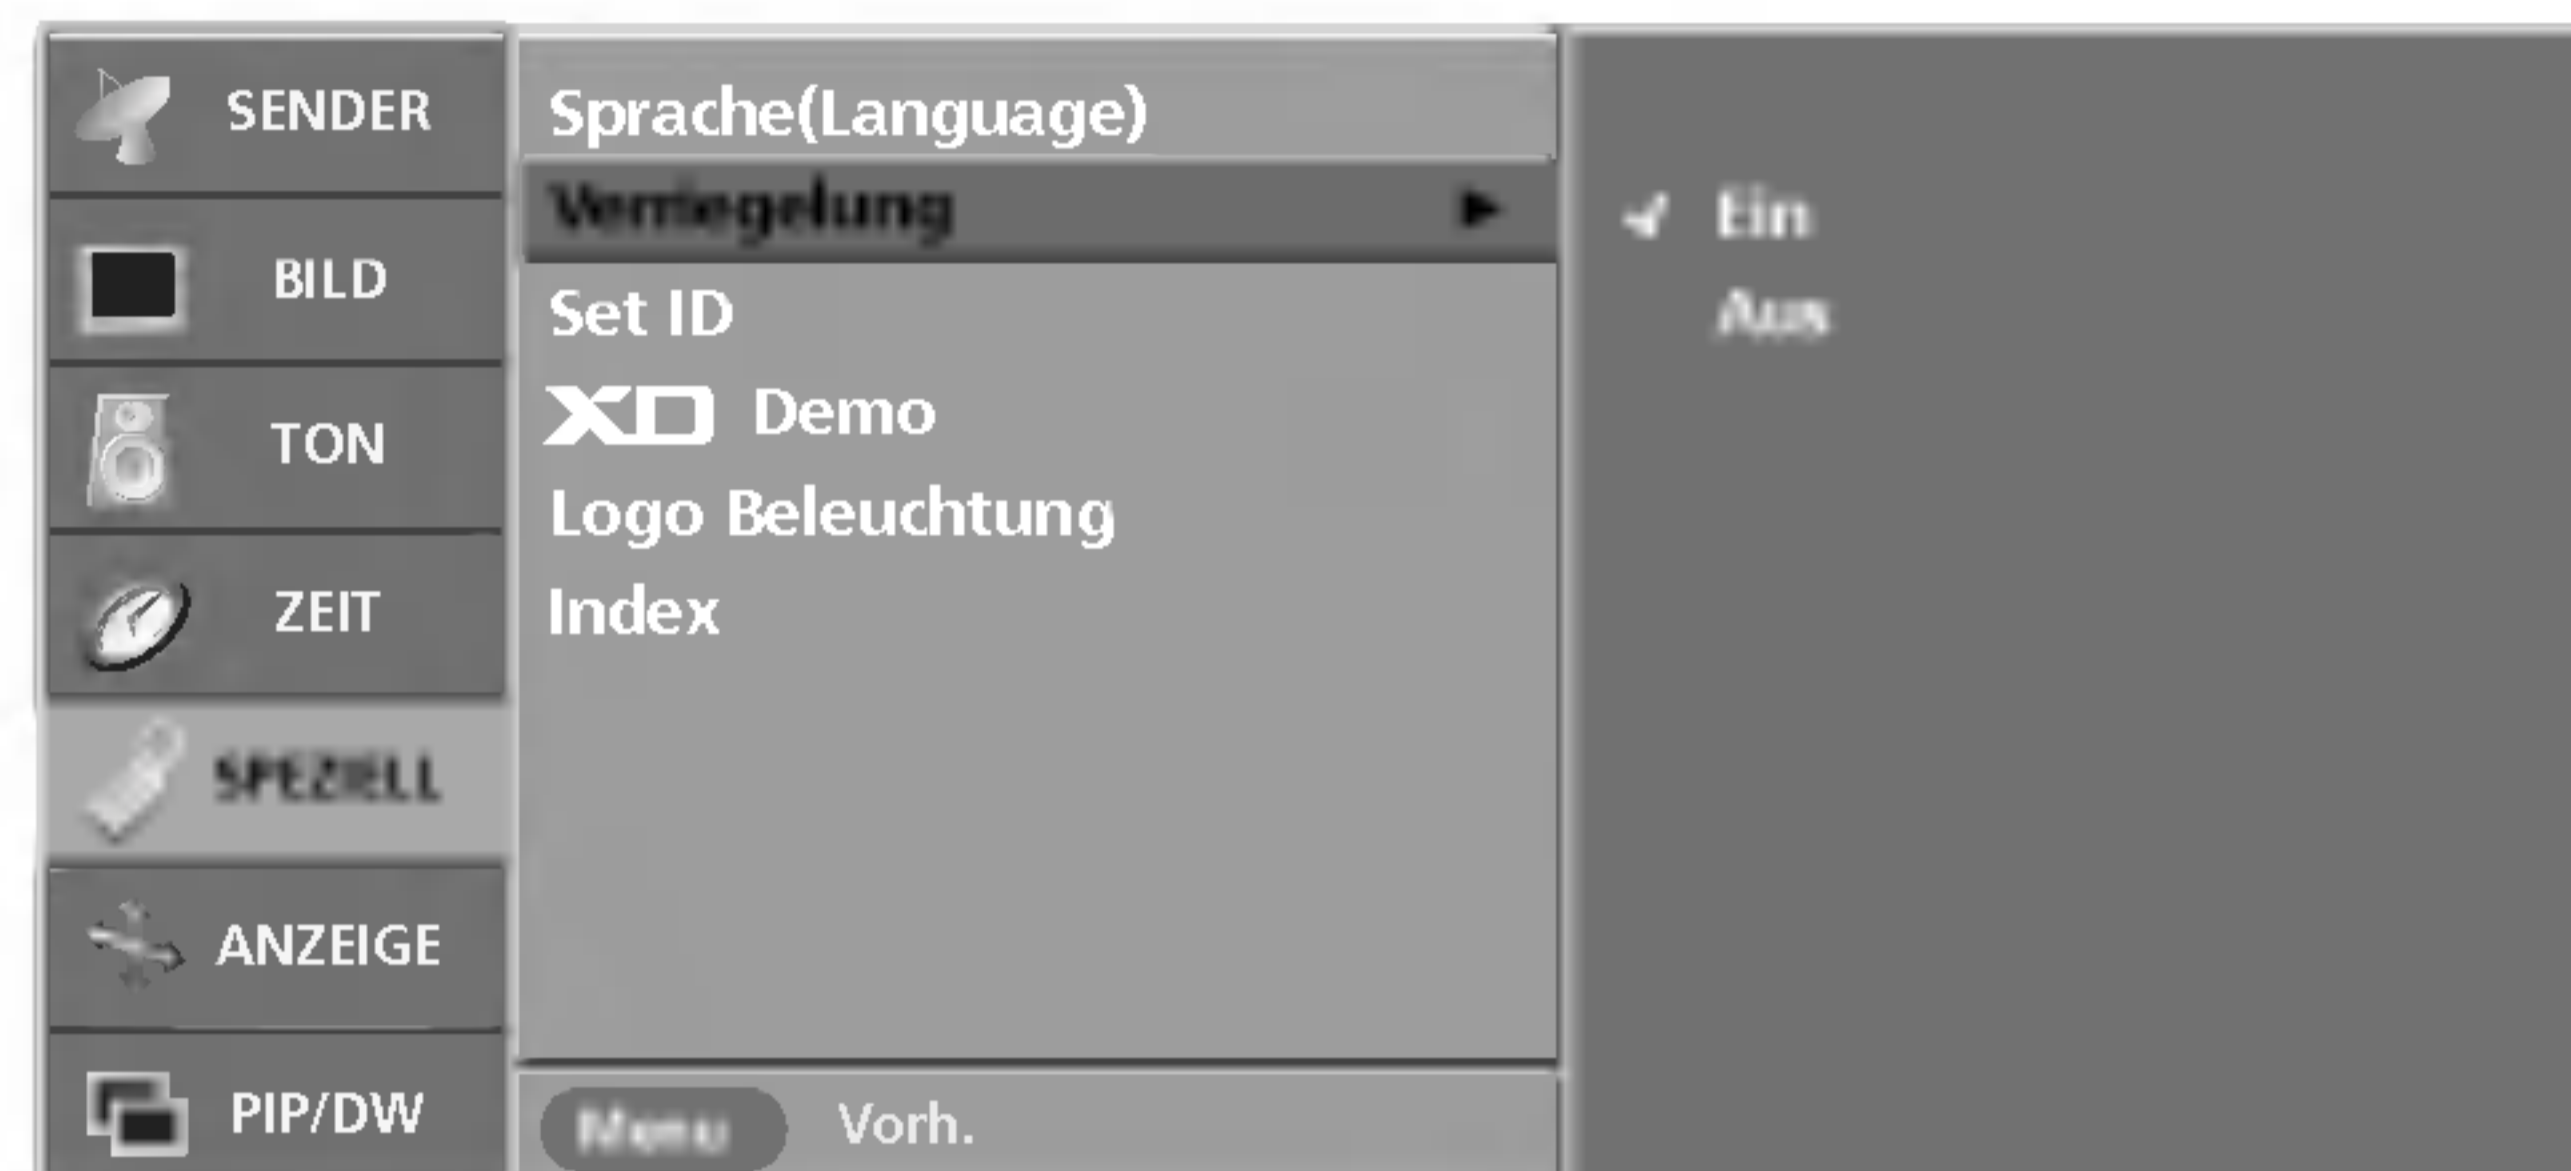 SENDER
BILD
TON
ZEIT
SPEZIELL
ANZEIGE
PIP/DW
Sprache(Language)
Verriegelung
Set ID
XD Demo
Logo Beleuchtung
Index
Menu Vorh.
Ein
Aus